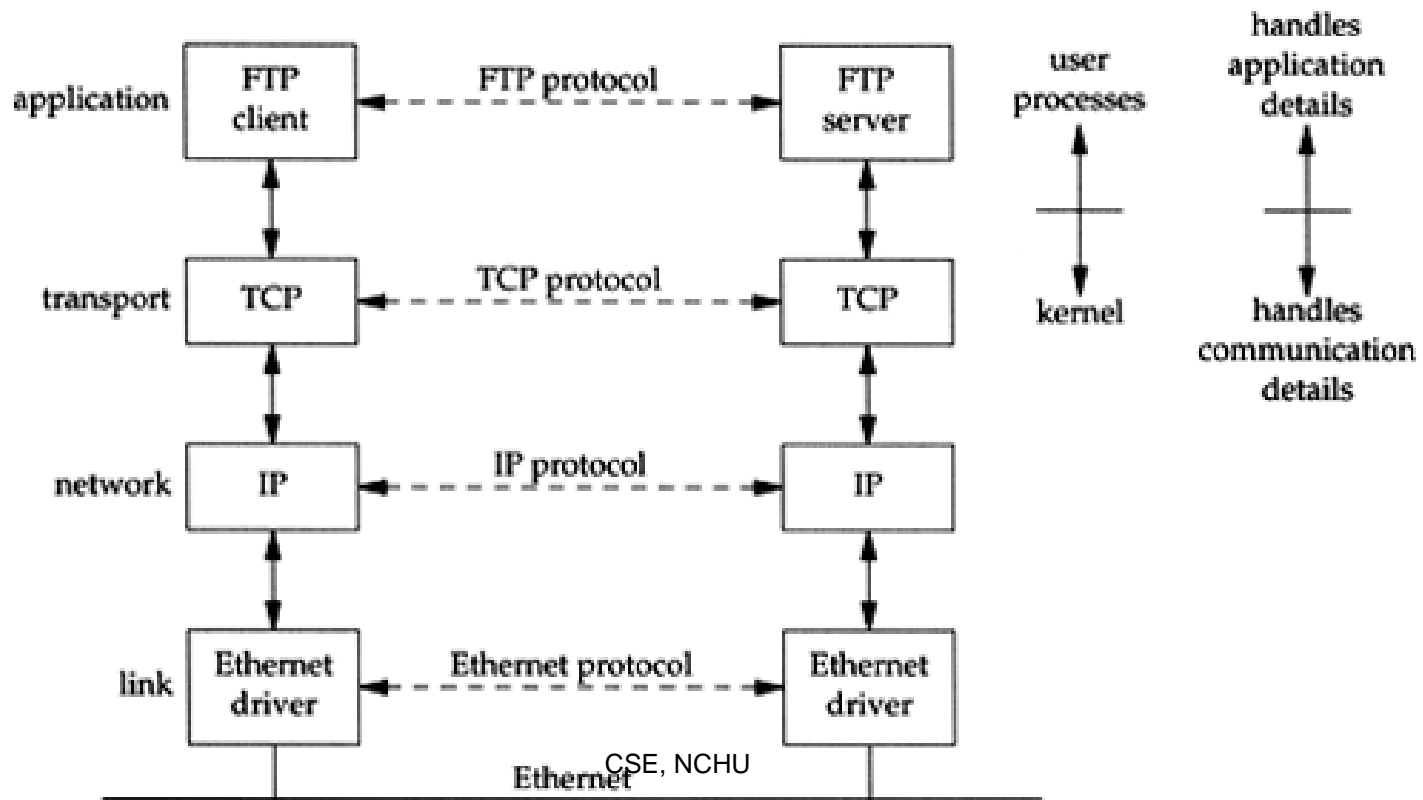 application
FTP
client
FTP protocol
FTP
server
user
processes
handles
application
details
transport
TCP
TCP protocol
TCP
kernel
handles
communication
details
network
IP
IP protocol
IP
link
Ethernet
driver
Ethernet protocol
Ethernet
driver
CSE, NCHU
Ethernet